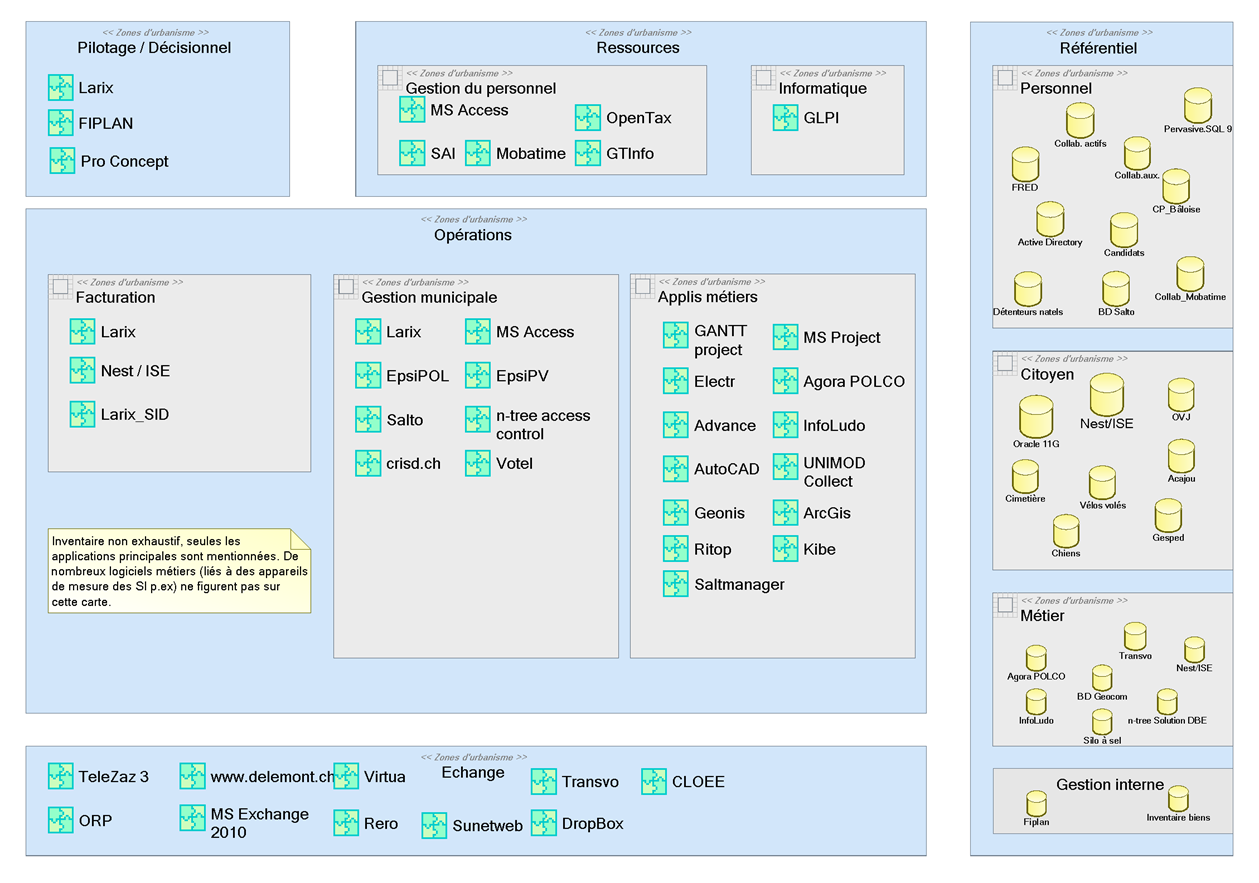 << Zones d'urbanisme >>
Pilotage / Décisionnel
Larix
FIPLAN
Pro Concept
<< Zones d'urbanisme >>
Ressources
<< Zones d'urbanisme >>
Gestion du personnel
MS Access
OpenTax
SAI
Mobatime
GTInfo
<< Zones d'urbanisme >>
Informatique
GLPI
<< Zones d'urbanisme >>
Opérations
<< Zones d'urbanisme >>
Facturation
Larix
Nest / ISE
Larix_SID
Inventaire non exhaustif, seules les
applications principales sont mentionnées. De
nombreux logiciels métiers (liés à des appareils
de mesure des SI p.ex) ne figurent pas sur
cette carte.
<< Zones d'urbanisme >>
Gestion municipale
Larix
MS Access
EpsiPOL
EpsiPV
Salto
n-tree access
control
crisd.ch
Votel
<< Zones d'urbanisme >>
Applis métiers
GANTT
project
MS Project
Electr
Agora POLCO
Advance
InfoLudo
AutoCAD
UNIMOD
Collect
Geonis
ArcGis
Ritop
Kibe
Saltmanager
<< Zones d'urbanisme >>
Echange
TeleZaz 3
www.delemont.ch
Virtua
Transvo
CLOEE
ORP
MS Exchange
2010
Rero
Sunetweb
DropBox
<< Zones d'urbanisme >>
Référentiel
<< Zones d'urbanisme >>
Personnel
Pervasive.SQL 9
Collab. actifs
Collab.aux.
FRED
CP_Bâloise
Active Directory
Candidats
Collab_Mobatime
Détenteurs natels
BD Salto
<< Zones d'urbanisme >>
Citoyen
Nest/ISE
OVJ
Oracle 11G
Acajou
Cimetière
Vélos volés
Gesped
Chiens
<< Zones d'urbanisme >>
Métier
Transvo
Nest/ISE
Agora POLCO
BD Geocom
InfoLudo
n-tree Solution DBE
Silo à sel
Gestion interne
Fiplan
Inventaire biens